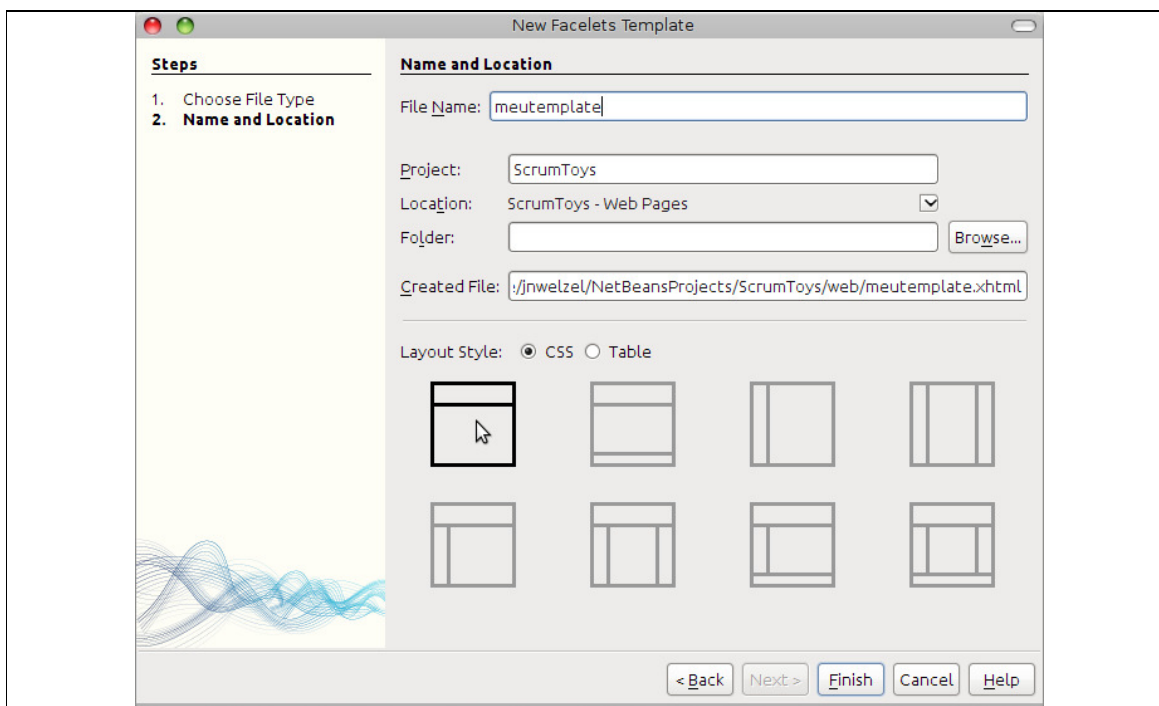 New Facelets Template
Steps
1. Choose File Type
2. Name and Location
Name and Location
File Name: meutemplate
Project: ScrumToys
Location: ScrumToys - Web Pages
Folder: Browse...
Created File: :/jnwelzel/NetBeansProjects/ScrumToys/web/meutemplate.xhtml
Layout Style: CSS Table
< Back Next > Finish Cancel Help